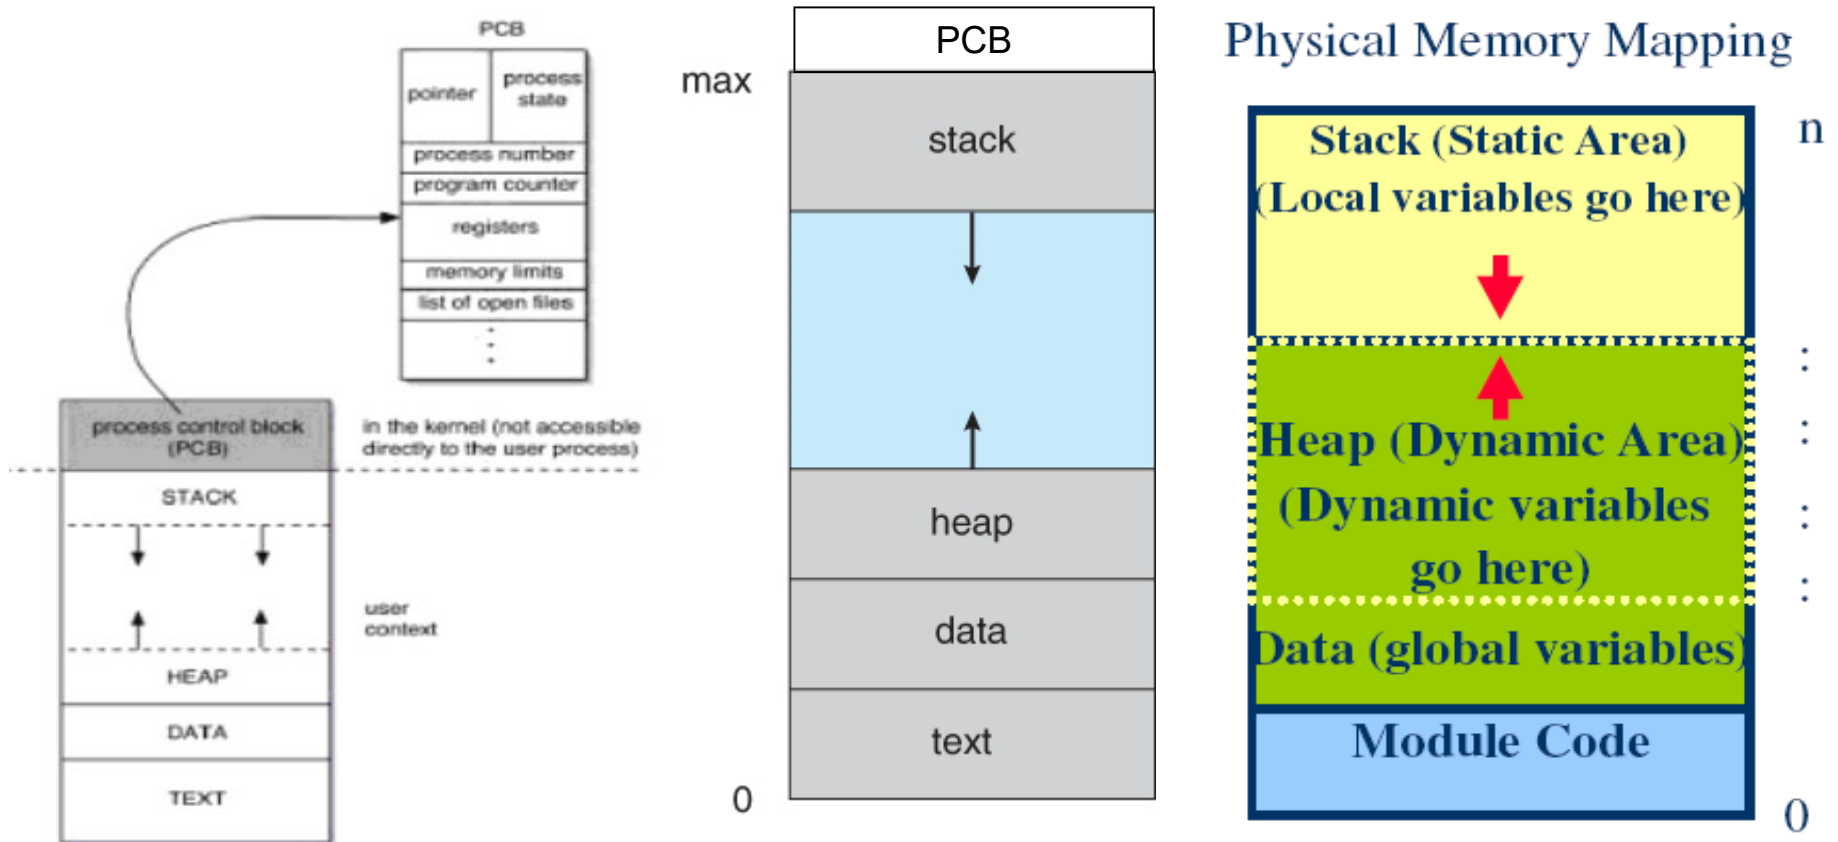 PCB
pointer
process
state
process number
program counter
registers
memory limits
list of open files
process control block
(PCB)
in the kernel (not accessible
directly to the user process)
STACK
user
context
HEAP
DATA
TEXT
PCB
max
stack
heap
data
text
0
Physical Memory Mapping
Stack (Static Area)
(Local variables go here)
n
:
:
Heap (Dynamic Area)
(Dynamic variables
:
go here)
:
Data (global variables)
Module Code
0